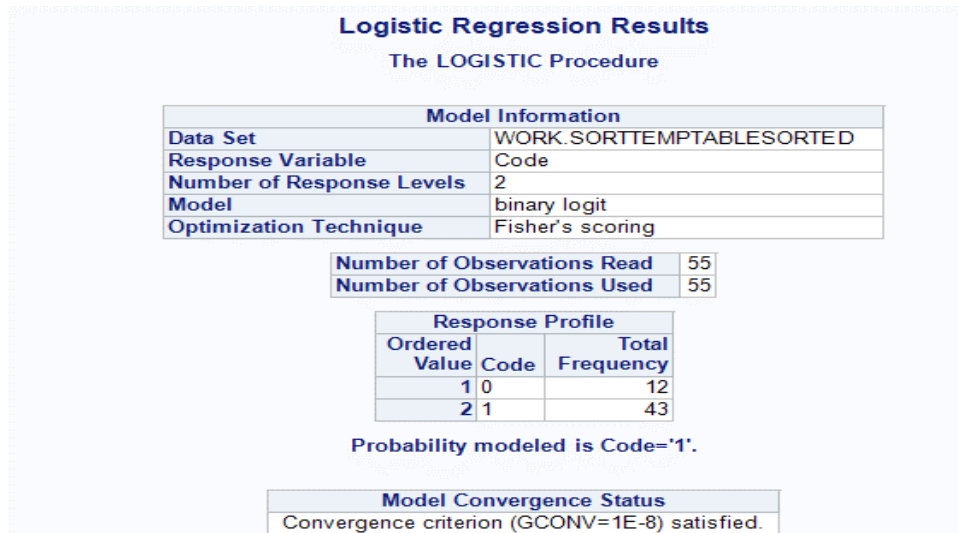 Logistic Regression Results
The LOGISTIC Procedure
Model Information
Data Set WORK.SORTTEMPTABLESORTED
Response Variable Code
Number of Response Levels 2
Model binary logit
Optimization Technique Fisher's scoring
Number of Observations Read 55
Number of Observations Used 55
Response Profile
Ordered Total
Value Code Frequency
1 0 12
2 1 43
Probability modeled is Code='1'.
Model Convergence Status
Convergence criterion (GCONV=1E-8) satisfied.